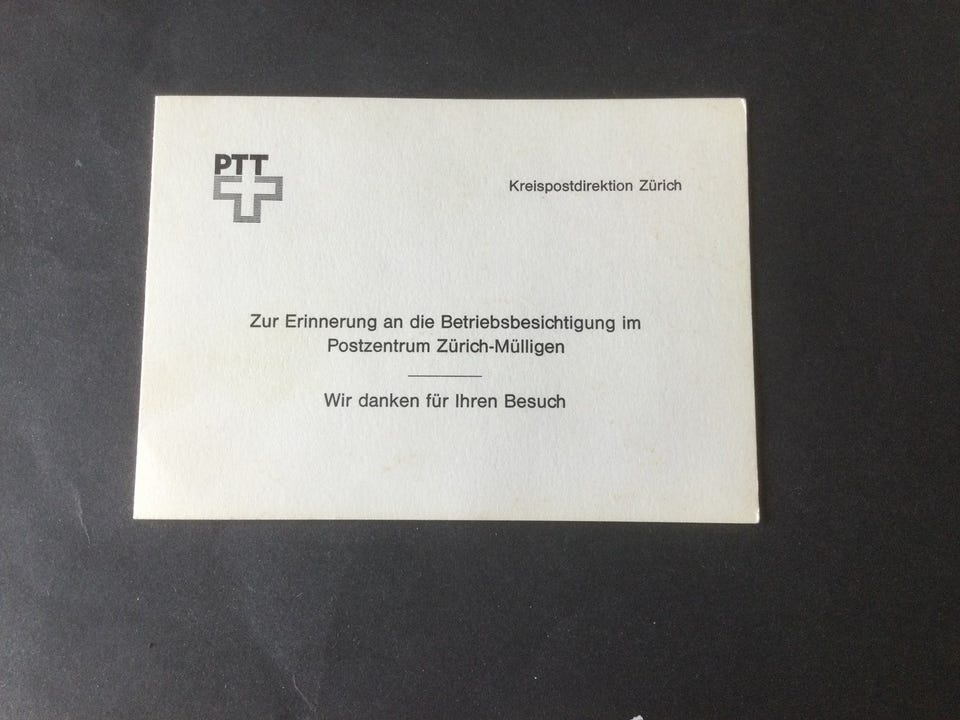 PTT
Kreispostdirektion Zürich
Zur Erinnerung an die Betriebsbesichtigung im
Postzentrum Zürich-Mülligen
Wir danken für Ihren Besuch